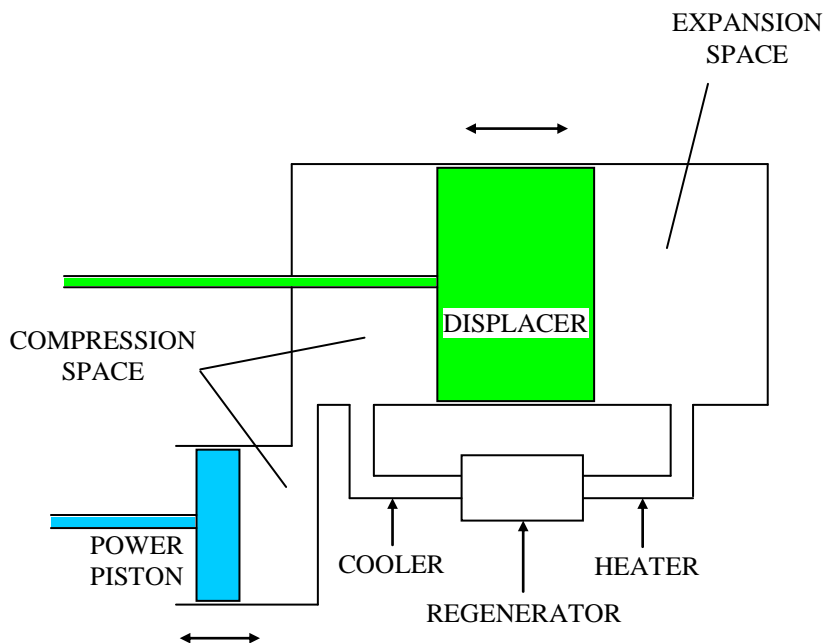 EXPANSION
SPACE
DISPLACER
COMPRESSION
SPACE
POWER
PISTON
COOLER
HEATER
REGENERATOR